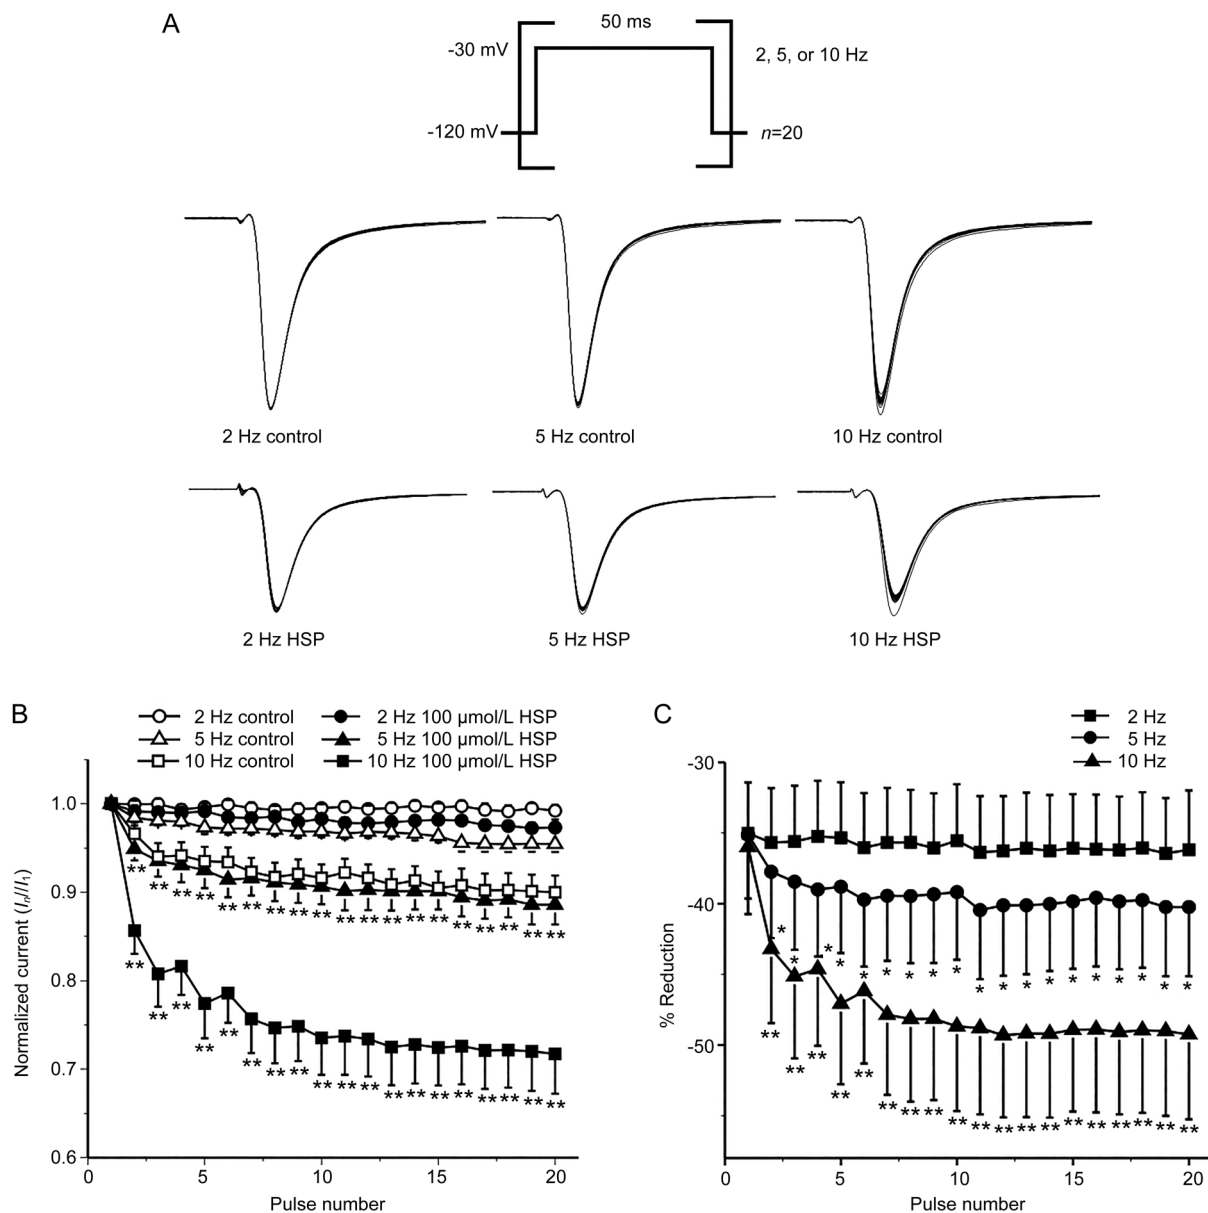 A
50 ms
-30 mV
2, 5, or 10 Hz
-120 mV
n=20
2 Hz control
5 Hz control
10 Hz control
2 Hz HSP
5 Hz HSP
10 Hz HSP
B
2 Hz control
2 Hz 100 μmol/L HSP
5 Hz control
5 Hz 100 μmol/L HSP
10 Hz control
10 Hz 100 μmol/L HSP
Normalized current (In//I1)
1.0
0.9
0.8
0.7
0.6
** ** ** ** ** ** ** ** ** ** ** ** ** ** ** ** ** ** **
** ** ** ** ** ** ** ** ** ** ** ** ** ** ** ** ** ** **
0 5 10 15 20
Pulse number
C
2 Hz
5 Hz
10 Hz
% Reduction
-30
-40
-50
* * * * * * * * * * * * * * * * * * *
** ** ** ** ** ** ** ** ** ** ** ** ** ** ** ** ** ** **
0 5 10 15 20
Pulse number